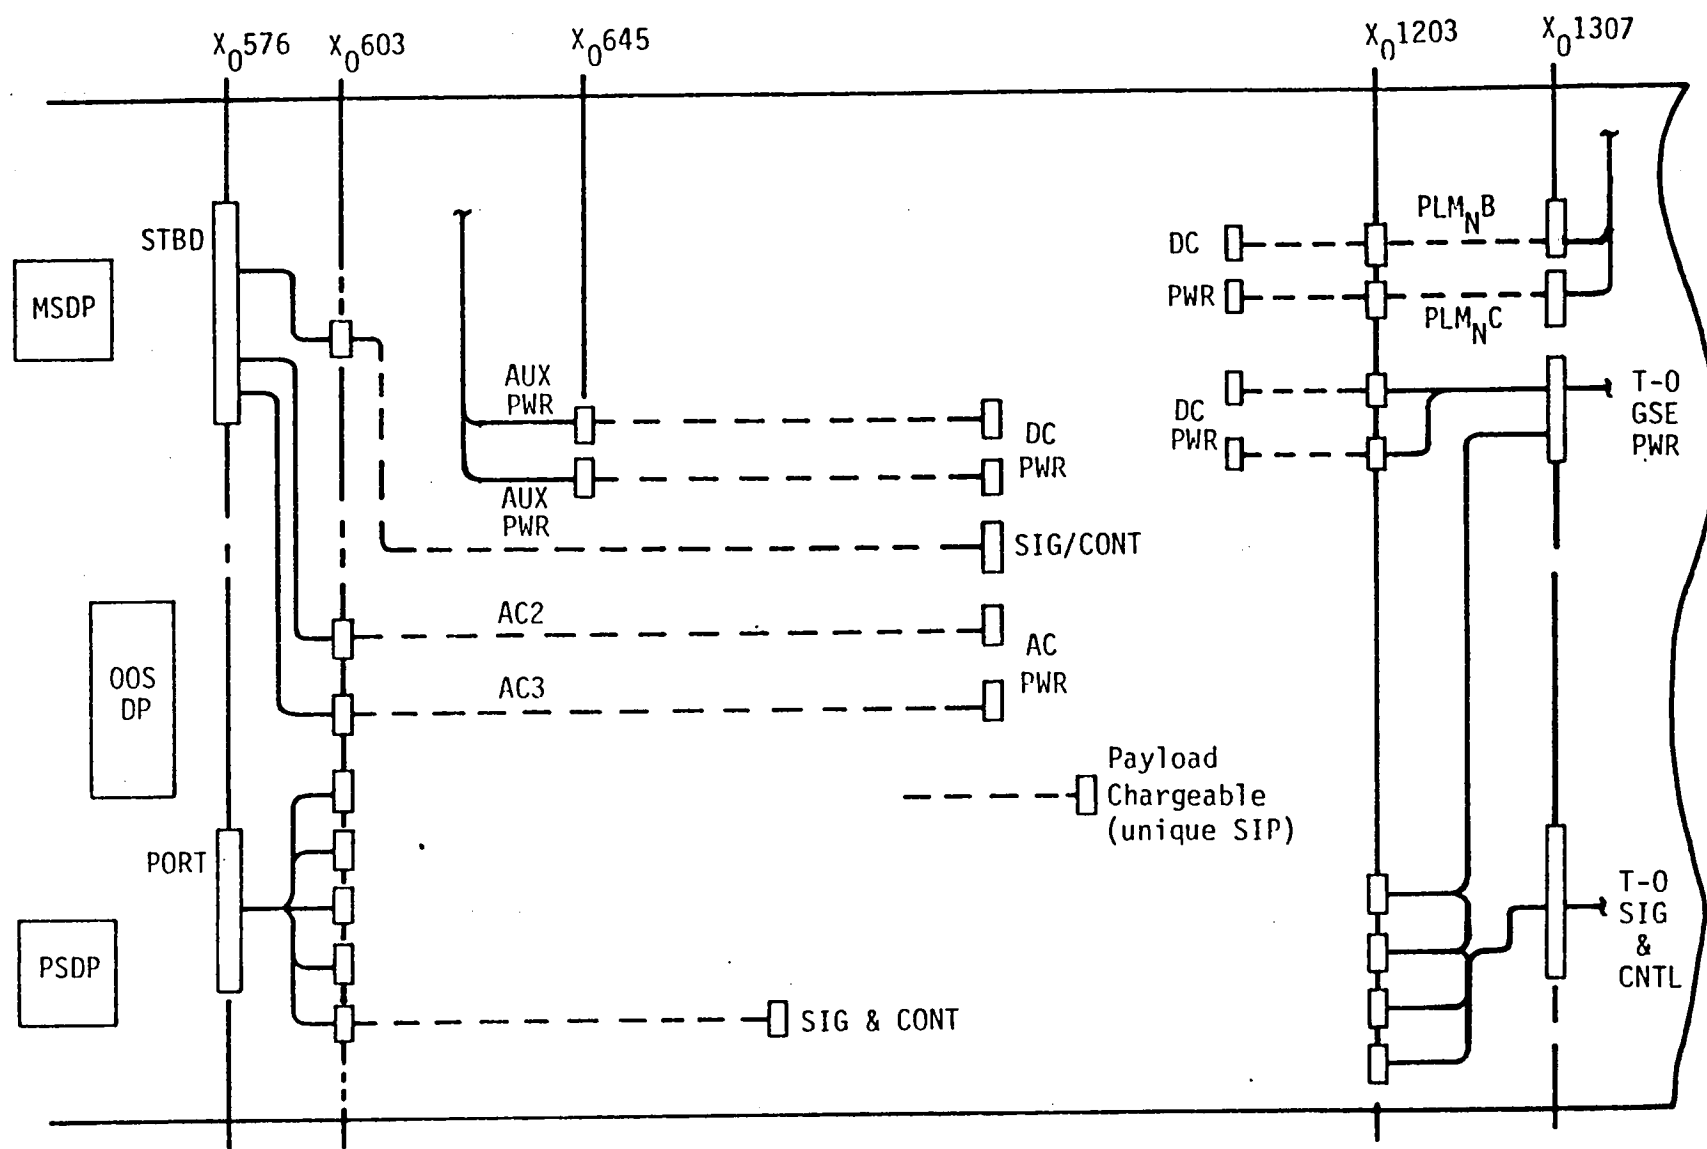 X0576
X0603
X0645
X01203
X01307
STBD
MSDP
AUX
PWR
AUX
PWR
DC
PWR
SIG/CONT
AC2
AC3
AC
PWR
OOS
DP
PORT
PSDP
SIG & CONT
Payload
Chargeable
(unique SIP)
DC
PWR
PLMNB
PLMNC
DC
PWR
T-O
GSE
PWR
T-O
SIG
&
CNTL